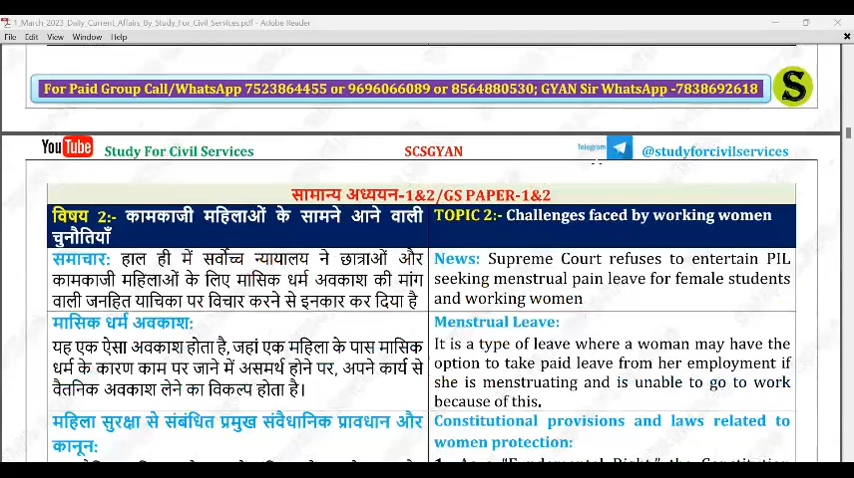 1_March_2023_Daily_Current_Affairs_By_Study_For_Civil_Services.pdf - Adobe Reader
File Edit View Window Help
For Paid Group Call/WhatsApp 7523864455 or 9696066089 or 8564880530; GYAN Sir WhatsApp -7838692618
S
YouTube Study For Civil Services SCSGYAN Telegram @studyforcivilservices
सामान्य अध्ययन-1&2/GS PAPER-1&2
विषय 2:- कामकाजी महिलाओं के सामने आने वाली
चुनौतियाँ
TOPIC 2:- Challenges faced by working women
समाचार: हाल ही में सर्वोच्च न्यायालय ने छात्राओं और
कामकाजी महिलाओं के लिए मासिक धर्म अवकाश की मांग
वाली जनहित याचिका पर विचार करने से इनकार कर दिया है
News: Supreme Court refuses to entertain PIL
seeking menstrual pain leave for female students
and working women
मासिक धर्म अवकाश:
यह एक ऐसा अवकाश होता है, जहां एक महिला के पास मासिक
धर्म के कारण काम पर जाने में असमर्थ होने पर, अपने कार्य से
वैतनिक अवकाश लेने का विकल्प होता है।
Menstrual Leave:
It is a type of leave where a woman may have the
option to take paid leave from her employment if
she is menstruating and is unable to go to work
because of this.
महिला सुरक्षा से संबंधित प्रमुख संवैधानिक प्रावधान और
कानून:
Constitutional provisions and laws related to
women protection:
1. As a "Fundamental Right," the Constitution